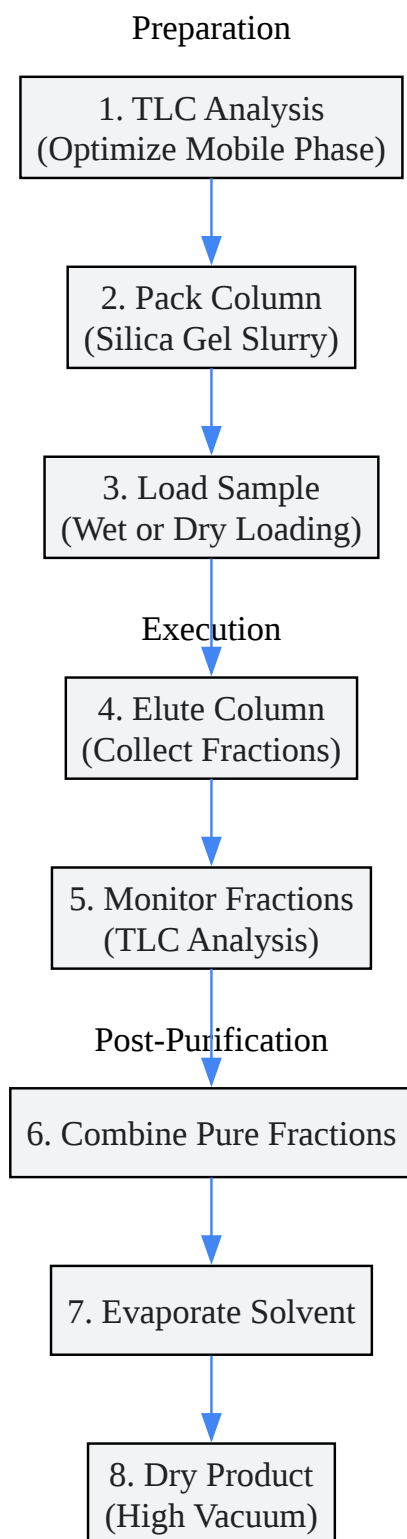 Preparation
1. TLC Analysis
(Optimize Mobile Phase)
2. Pack Column
(Silica Gel Slurry)
3. Load Sample
(Wet or Dry Loading)
Execution
4. Elute Column
(Collect Fractions)
5. Monitor Fractions
(TLC Analysis)
Post-Purification
6. Combine Pure Fractions
7. Evaporate Solvent
8. Dry Product
(High Vacuum)